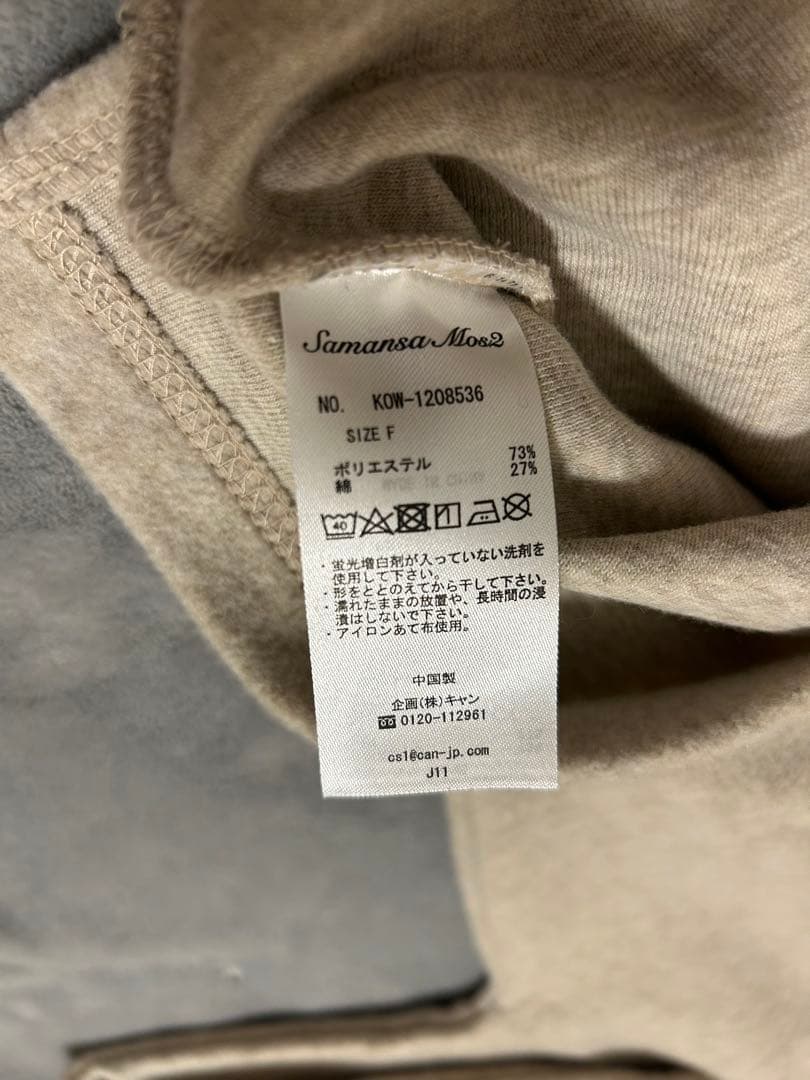 Samansa Mos2
NO. KOW-1208536
SIZE F
ポリエステル 73%
綿 27%
40
・蛍光増白剤が入っていない洗剤を
使用して下さい。
・形をととのえてから干して下さい。
・濡れたままの放置や、長時間の浸
漬はしないで下さい。
・アイロンあて布使用。
中国製
企画(株)キャン
0120-112961
cs1@can-jp.com
J11